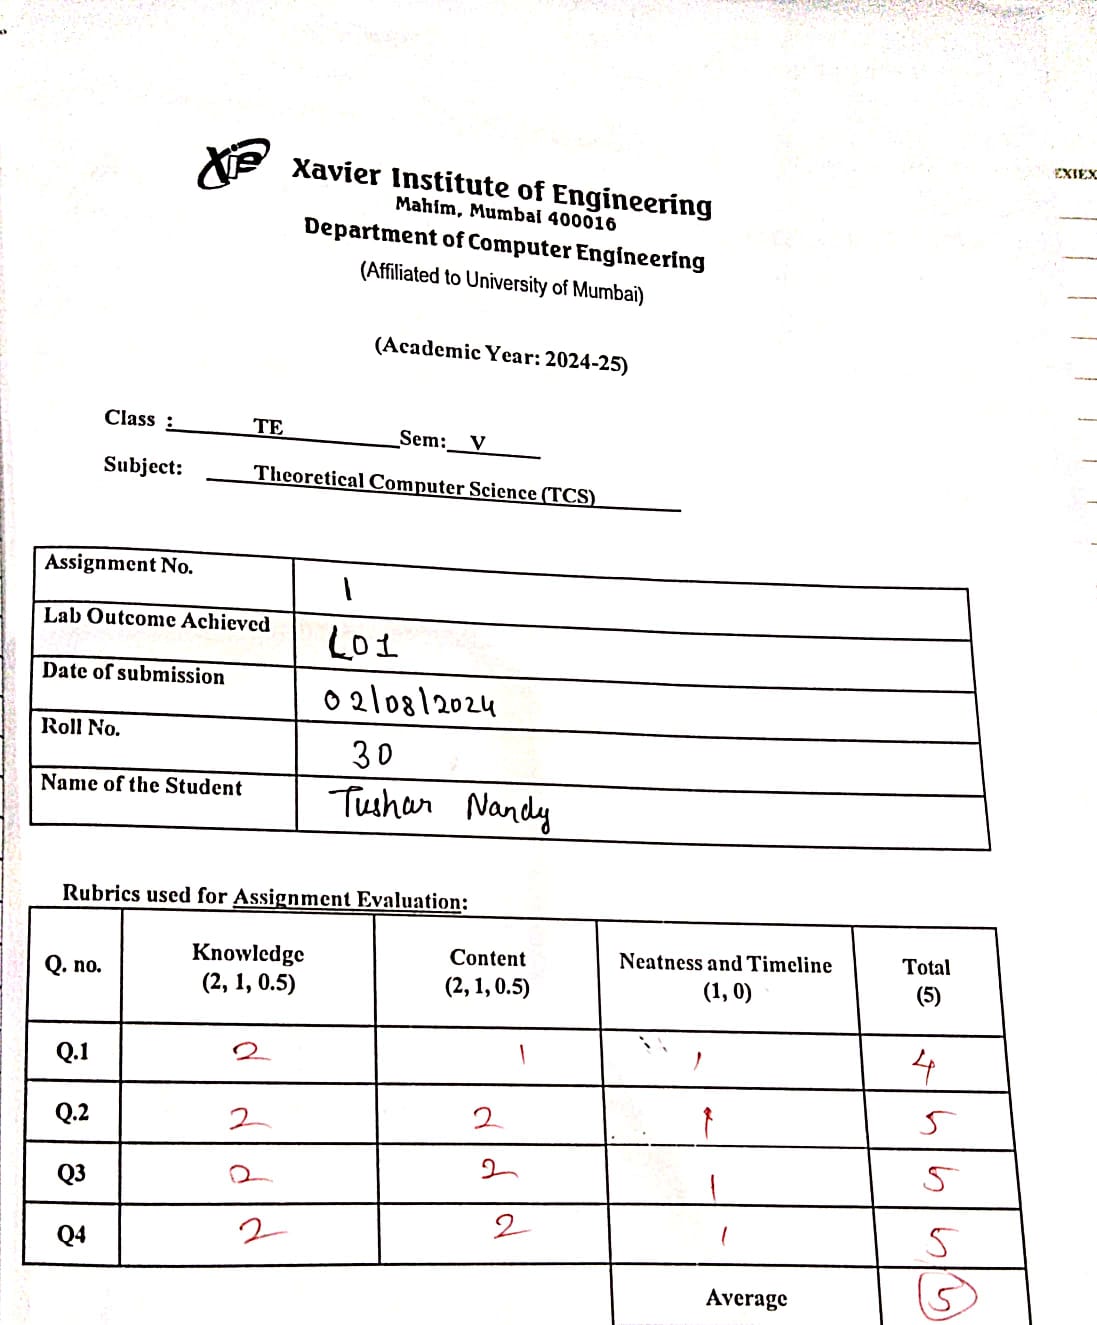 XIE
Xavier Institute of Engineering
Mahim, Mumbai 400016
Department of Computer Engineering
(Affiliated to University of Mumbai)
(Academic Year: 2024-25)
EXIEX
Class : TE Sem: V
Subject: Theoretical Computer Science (TCS)
Assignment No. 1
Lab Outcome Achieved LO1
Date of submission 02/08/2024
Roll No. 30
Name of the Student Tushar Nandy
Rubrics used for Assignment Evaluation:
Q. no. Knowledge (2, 1, 0.5) Content (2, 1, 0.5) Neatness and Timeline (1, 0) Total (5)
Q.1 2 1 1 4
Q.2 2 2 1 5
Q3 2 2 1 5
Q4 2 2 1 5
Average 5